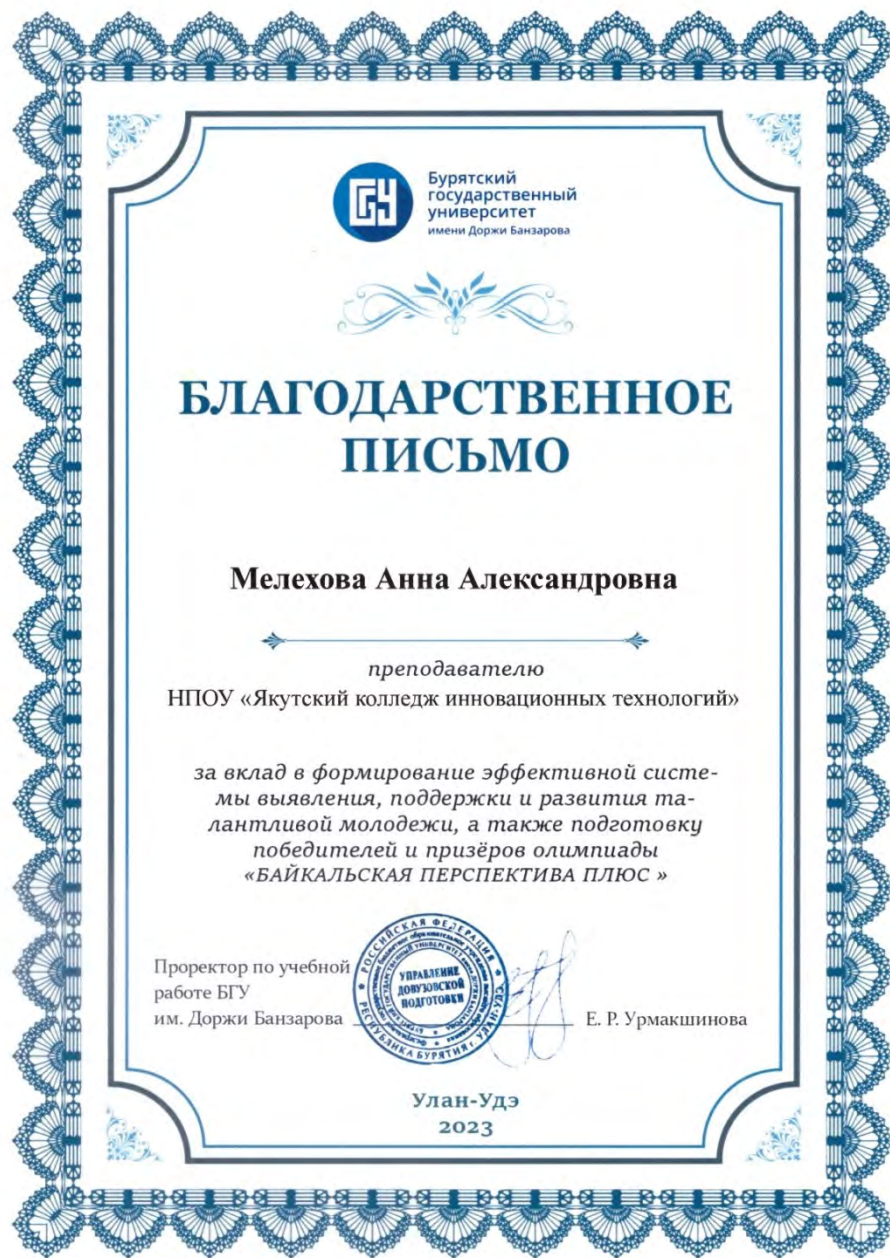 Бурятский
государственный
университет
имени Доржи Банзарова
БЛАГОДАРСТВЕННОЕ
ПИСЬМО
Мелехова Анна Александровна
преподавателю
НПОУ «Якутский колледж инновационных технологий»
за вклад в формирование эффективной систе-
мы выявления, поддержки и развития та-
лантливой молодежи, а также подготовку
победителей и призёров олимпиады
«БАЙКАЛЬСКАЯ ПЕРСПЕКТИВА ПЛЮС »
РОССИЙСКАЯ ФЕДЕРАЦИЯ
УПРАВЛЕНИЕ
ДОВУЗОВСКОЙ
ПОДГОТОВКИ
РЕСПУБЛИКА БУРЯТИЯ г. УЛАН-УДЭ
Проректор по учебной
работе БГУ
им. Доржи Банзарова
Е. Р. Урмакшинова
Улан-Удэ
2023